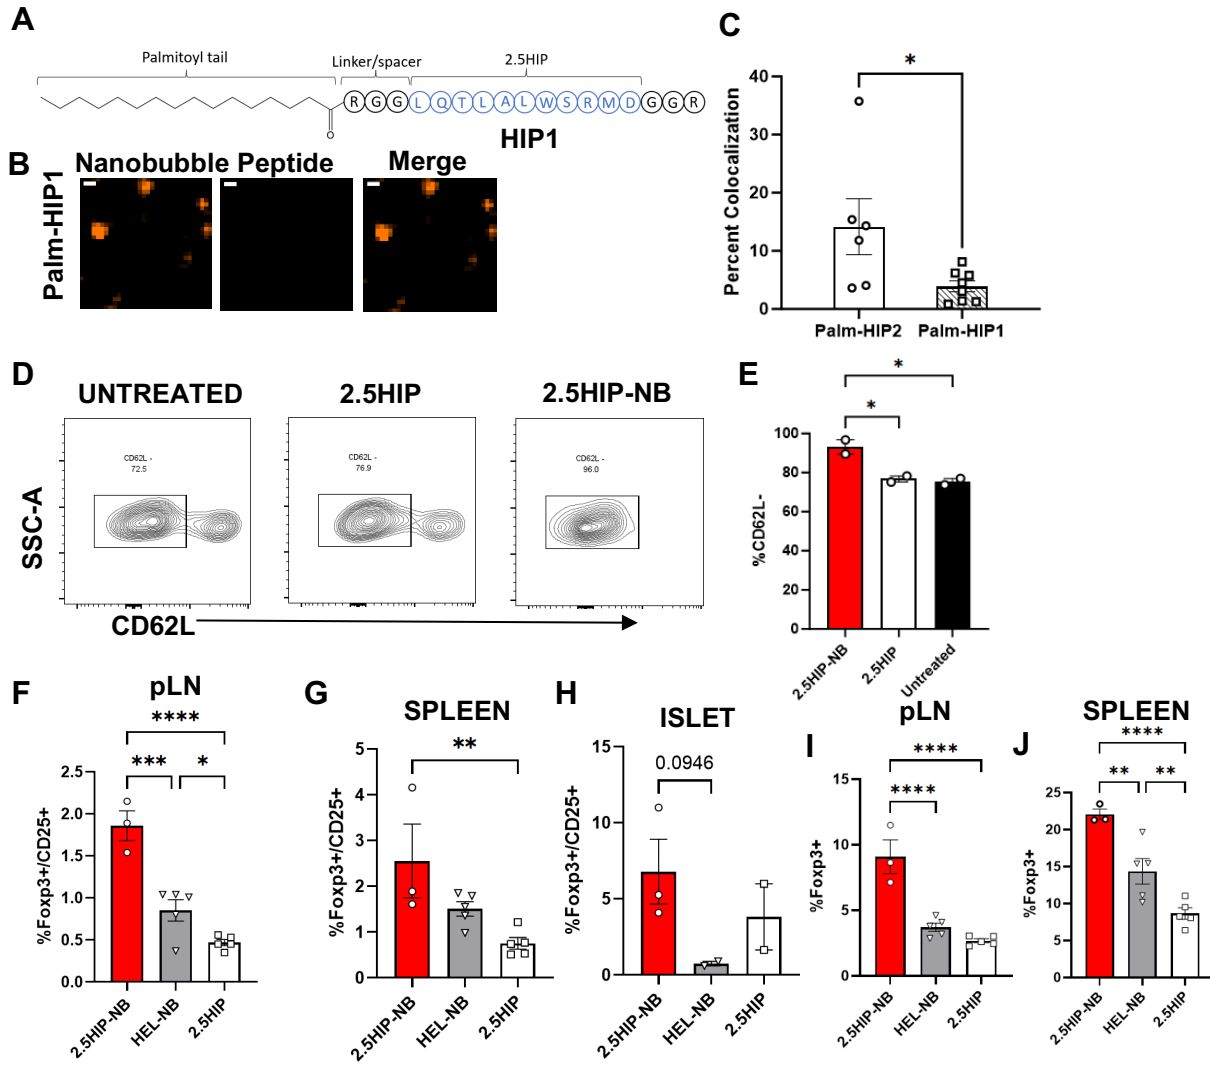 A
Palmitoyl tail
Linker/spacer
2.5HIP
O
R G G L Q T L A L W S R M D G G R
HIP1
B
Nanobubble Peptide Merge
Palm-HIP1
C
*
Percent Colocalization
40
30
20
10
0
Palm-HIP2 Palm-HIP1
D
UNTREATED 2.5HIP 2.5HIP-NB
CD62L -
72.5
CD62L -
76.9
CD62L -
96.0
SSC-A
CD62L
E
*
*
%CD62L-
100
80
60
40
20
0
2.5HIP-NB
2.5HIP
Untreated
F
pLN
****
*** *
%Foxp3+/CD25+
2.5
2.0
1.5
1.0
0.5
0.0
2.5HIP-NB
HEL-NB
2.5HIP
G
SPLEEN
**
%Foxp3+/CD25+
5
4
3
2
1
0
2.5HIP-NB
HEL-NB
2.5HIP
H
ISLET
0.0946
%Foxp3+/CD25+
15
10
5
0
2.5HIP-NB
HEL-NB
2.5HIP
I
pLN
****
****
%Foxp3+
15
10
5
0
2.5HIP-NB
HEL-NB
2.5HIP
J
SPLEEN
****
** **
%Foxp3+
25
20
15
10
5
0
2.5HIP-NB
HEL-NB
2.5HIP